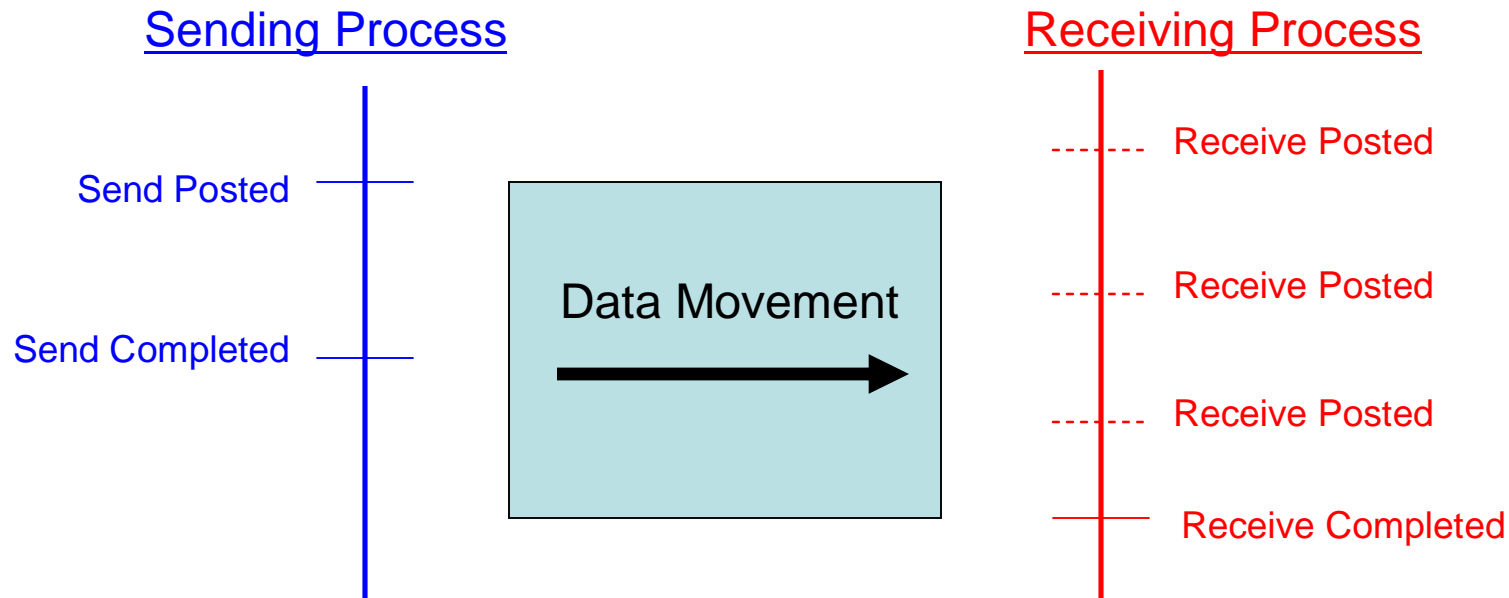 Sending Process
Receiving Process
Receive Posted
Send Posted
Receive Posted
Data Movement
Send Completed
Receive Posted
Receive Completed